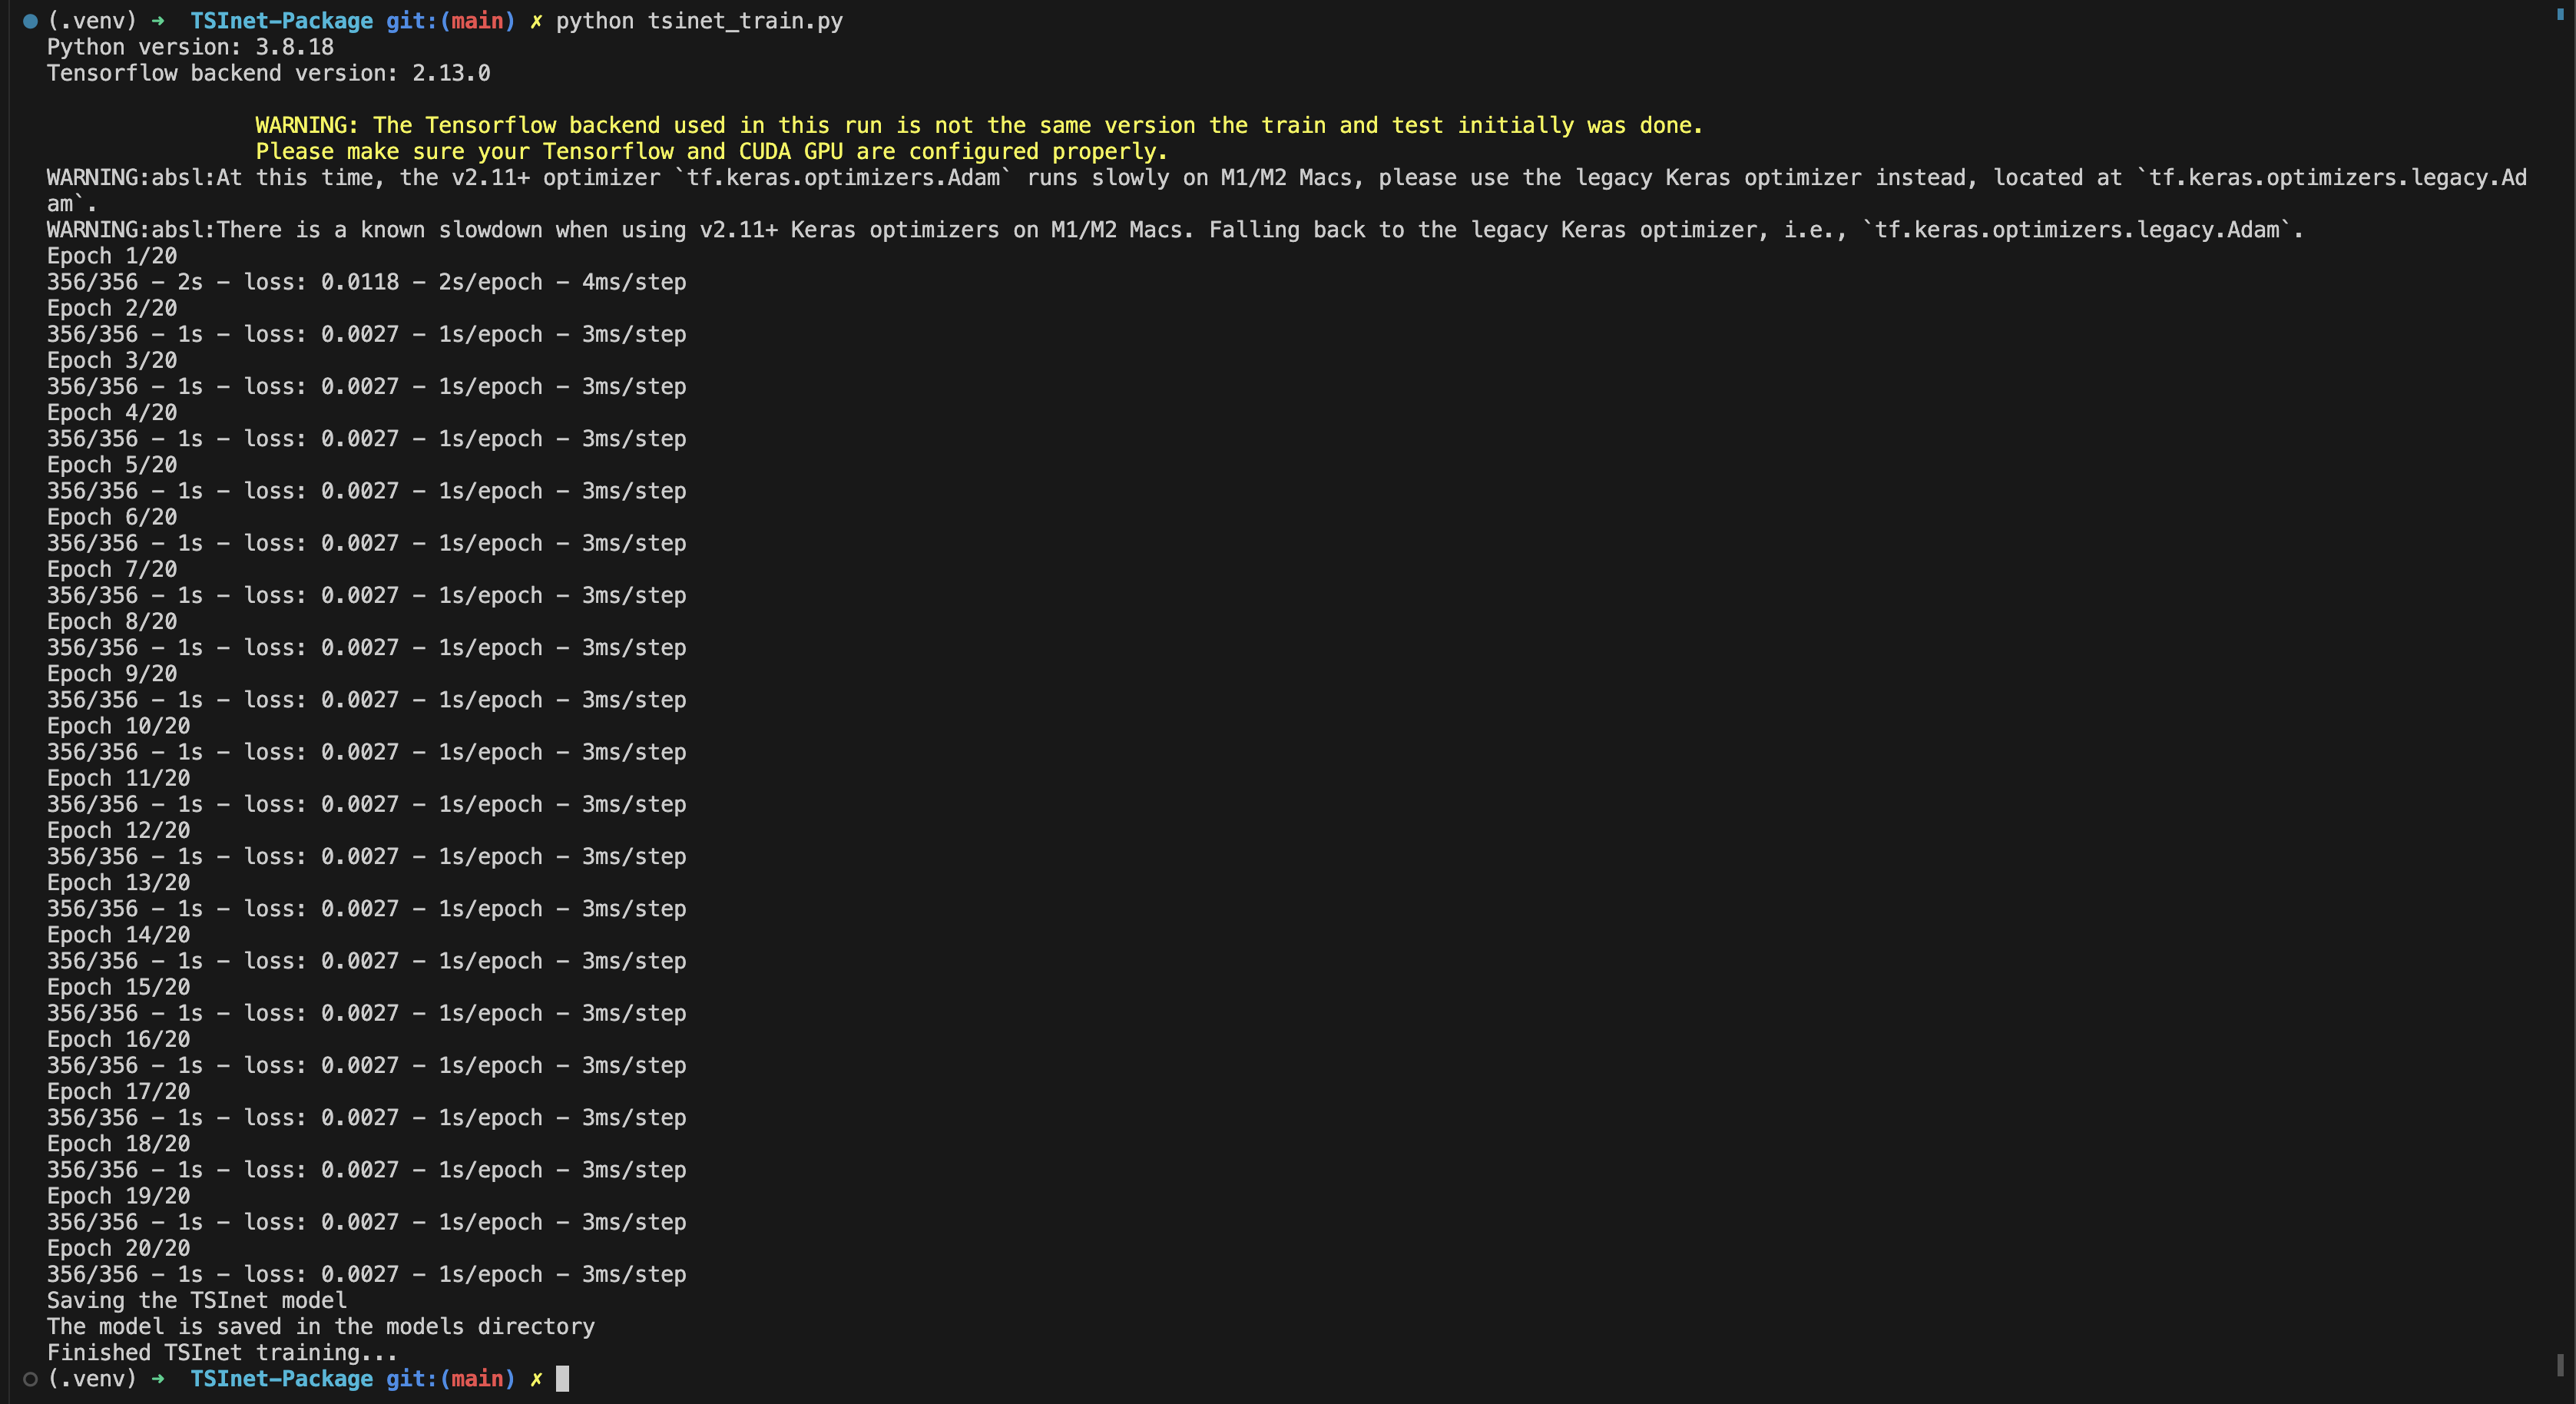 (.venv) ➜  TSInet-Package git:(main) ✗ python tsinet_train.py
Python version: 3.8.18
Tensorflow backend version: 2.13.0
WARNING: The Tensorflow backend used in this run is not the same version the train and test initially was done.
Please make sure your Tensorflow and CUDA GPU are configured properly.
WARNING:absl:At this time, the v2.11+ optimizer `tf.keras.optimizers.Adam` runs slowly on M1/M2 Macs, please use the legacy Keras optimizer instead, located at `tf.keras.optimizers.legacy.Ad
am`.
WARNING:absl:There is a known slowdown when using v2.11+ Keras optimizers on M1/M2 Macs. Falling back to the legacy Keras optimizer, i.e., `tf.keras.optimizers.legacy.Adam`.
Epoch 1/20
356/356 - 2s - loss: 0.0118 - 2s/epoch - 4ms/step
Epoch 2/20
356/356 - 1s - loss: 0.0027 - 1s/epoch - 3ms/step
Epoch 3/20
356/356 - 1s - loss: 0.0027 - 1s/epoch - 3ms/step
Epoch 4/20
356/356 - 1s - loss: 0.0027 - 1s/epoch - 3ms/step
Epoch 5/20
356/356 - 1s - loss: 0.0027 - 1s/epoch - 3ms/step
Epoch 6/20
356/356 - 1s - loss: 0.0027 - 1s/epoch - 3ms/step
Epoch 7/20
356/356 - 1s - loss: 0.0027 - 1s/epoch - 3ms/step
Epoch 8/20
356/356 - 1s - loss: 0.0027 - 1s/epoch - 3ms/step
Epoch 9/20
356/356 - 1s - loss: 0.0027 - 1s/epoch - 3ms/step
Epoch 10/20
356/356 - 1s - loss: 0.0027 - 1s/epoch - 3ms/step
Epoch 11/20
356/356 - 1s - loss: 0.0027 - 1s/epoch - 3ms/step
Epoch 12/20
356/356 - 1s - loss: 0.0027 - 1s/epoch - 3ms/step
Epoch 13/20
356/356 - 1s - loss: 0.0027 - 1s/epoch - 3ms/step
Epoch 14/20
356/356 - 1s - loss: 0.0027 - 1s/epoch - 3ms/step
Epoch 15/20
356/356 - 1s - loss: 0.0027 - 1s/epoch - 3ms/step
Epoch 16/20
356/356 - 1s - loss: 0.0027 - 1s/epoch - 3ms/step
Epoch 17/20
356/356 - 1s - loss: 0.0027 - 1s/epoch - 3ms/step
Epoch 18/20
356/356 - 1s - loss: 0.0027 - 1s/epoch - 3ms/step
Epoch 19/20
356/356 - 1s - loss: 0.0027 - 1s/epoch - 3ms/step
Epoch 20/20
356/356 - 1s - loss: 0.0027 - 1s/epoch - 3ms/step
Saving the TSInet model
The model is saved in the models directory
Finished TSInet training...
(.venv) ➜  TSInet-Package git:(main) ✗